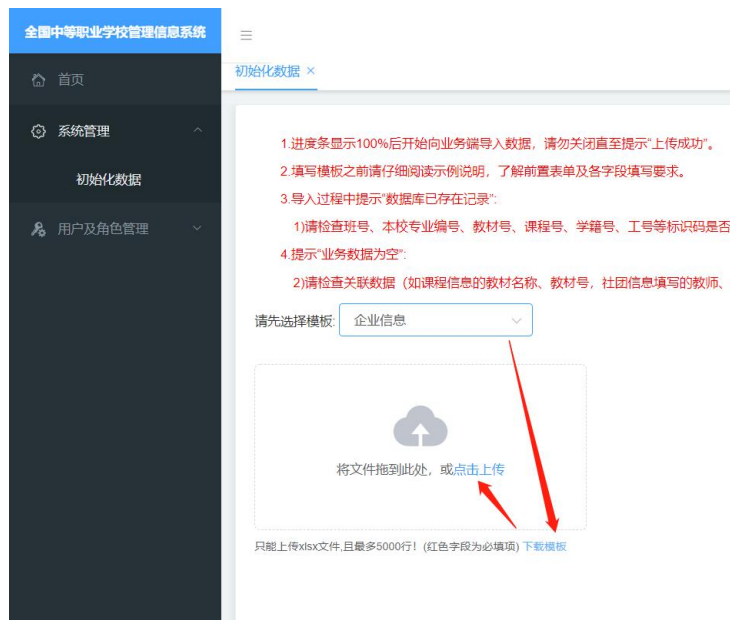 全国中等职业学校管理信息系统
首页
系统管理
初始化数据
用户及角色管理
初始化数据 ×
1.进度条显示100%后开始向业务端导入数据，请勿关闭直至提示“上传成功”。
2.填写模板之前请仔细阅读示例说明，了解前置表单及各字段填写要求。
3.导入过程中提示“数据库已存在记录”:
1)请检查班号、本校专业编号、教材号、课程号、学籍号、工号等标识码是否
4.提示“业务数据为空”:
2)请检查关联数据（如课程信息的教材名称、教材号，社团信息填写的教师、
请先选择模板: 企业信息
将文件拖到此处，或点击上传
只能上传xlsx文件,且最多5000行！(红色字段为必填项) 下载模板